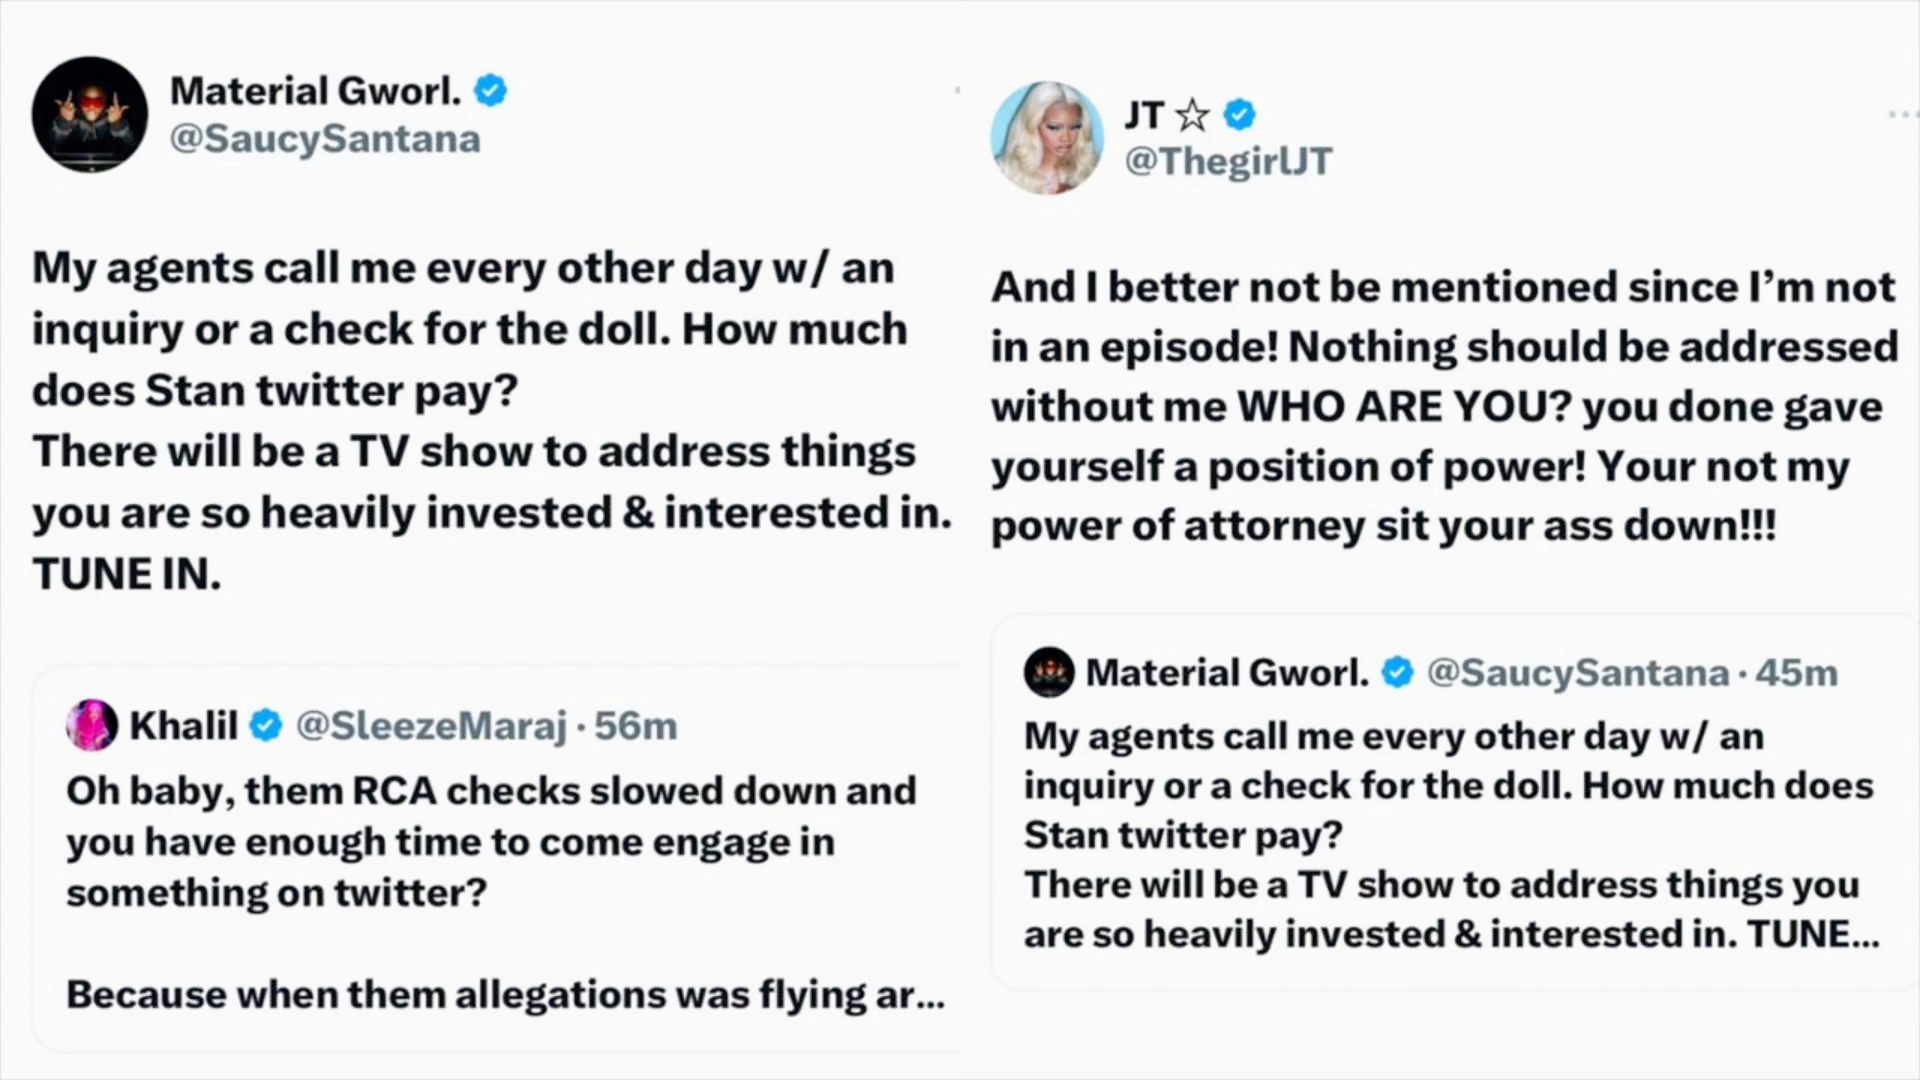 Material Gworl.
@SaucySantana
My agents call me every other day w/ an
inquiry or a check for the doll. How much
does Stan twitter pay?
There will be a TV show to address things
you are so heavily invested & interested in.
TUNE IN.
Khalil @SleezeMaraj · 56m
Oh baby, them RCA checks slowed down and
you have enough time to come engage in
something on twitter?
Because when them allegations was flying ar...
JT ☆
@ThegirlJT
And I better not be mentioned since I’m not
in an episode! Nothing should be addressed
without me WHO ARE YOU? you done gave
yourself a position of power! Your not my
power of attorney sit your ass down!!!
Material Gworl. @SaucySantana · 45m
My agents call me every other day w/ an
inquiry or a check for the doll. How much does
Stan twitter pay?
There will be a TV show to address things you
are so heavily invested & interested in. TUNE...